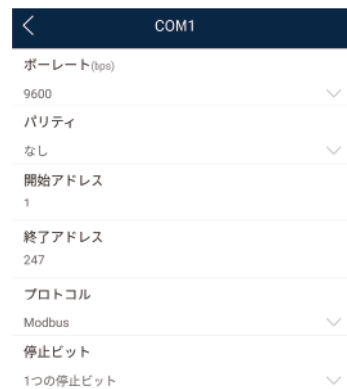 COM1
ボーレート(bps)
9600
パリティ
なし
開始アドレス
1
終了アドレス
247
プロトコル
Modbus
停止ビット
1つの停止ビット